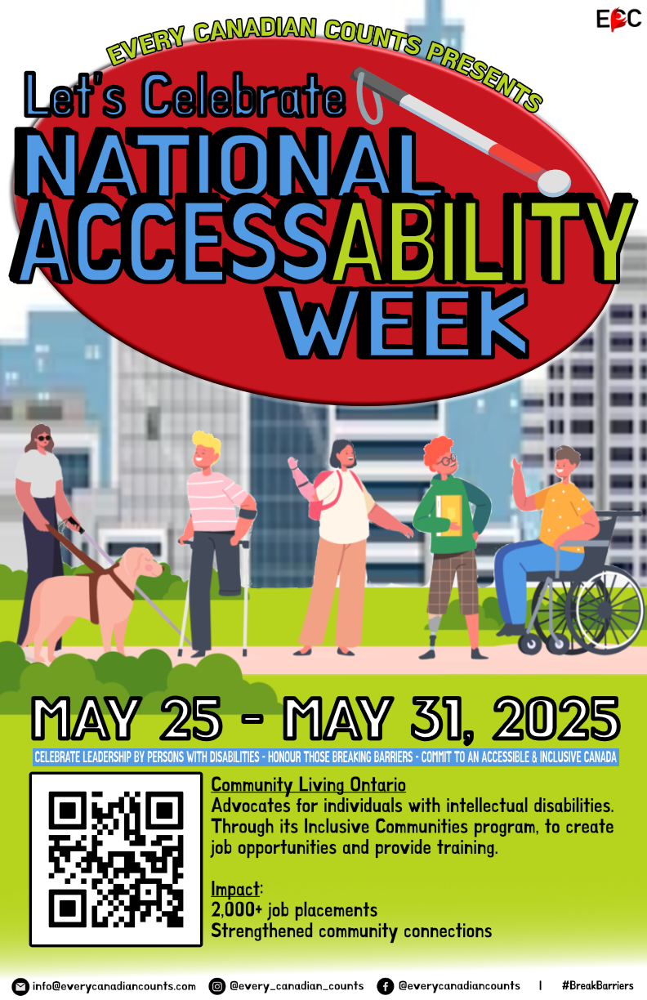 ECC
EVERY CANADIAN COUNTS PRESENTS
Let's Celebrate
NATIONAL
ACCESSABILITY
WEEK
MAY 25 - MAY 31, 2025
CELEBRATE LEADERSHIP BY PERSONS WITH DISABILITIES - HONOUR THOSE BREAKING BARRIERS - COMMIT TO AN ACCESSIBLE & INCLUSIVE CANADA
Community Living Ontario
Advocates for individuals with intellectual disabilities.
Through its Inclusive Communities program, to create
job opportunities and provide training.
Impact:
2,000+ job placements
Strengthened community connections
info@everycanadiancounts.com @every_canadian_counts @everycanadiancounts | #BreakBarriers